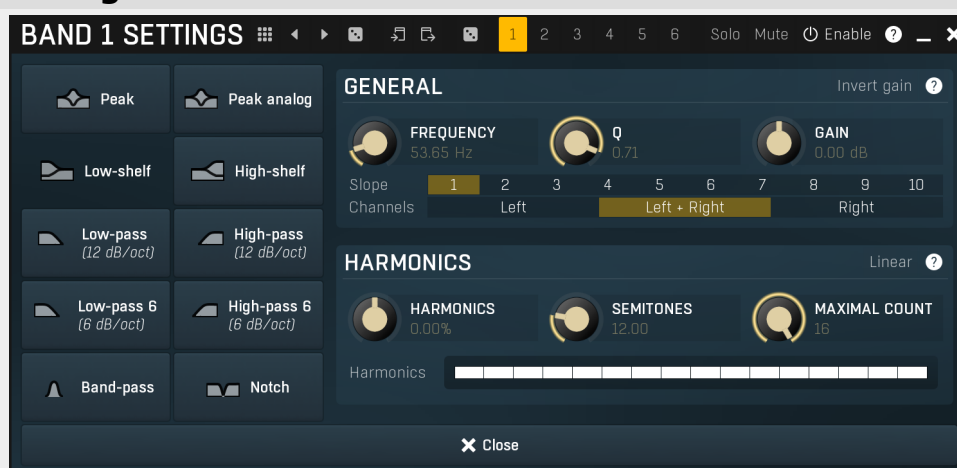 BAND 1 SETTINGS 1 2 3 4 5 6 Solo Mute Enable ?
Peak Peak analog
Low-shelf High-shelf
Low-pass (12 dB/oct) High-pass (12 dB/oct)
Low-pass 6 (6 dB/oct) High-pass 6 (6 dB/oct)
Band-pass Notch
GENERAL Invert gain ?
FREQUENCY Q GAIN
53.65 Hz 0.71 0.00 dB
Slope 1 2 3 4 5 6 7 8 9 10
Channels Left Left + Right Right
HARMONICS Linear ?
HARMONICS SEMITONES MAXIMAL COUNT
0.00% 12.00 16
Harmonics
Close